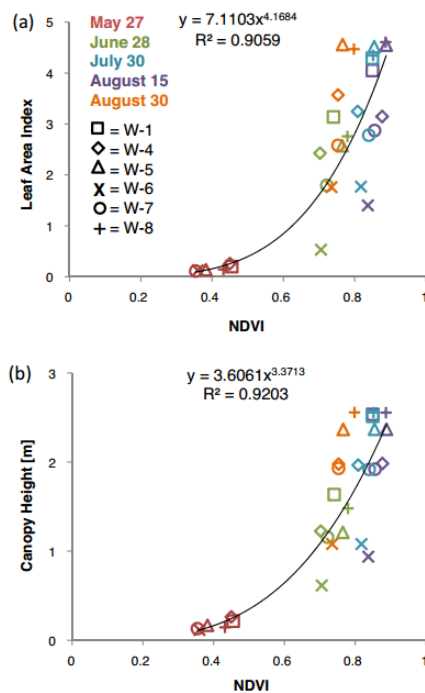 (a)
y = 7.1103x^4.1684
R² = 0.9059
May 27
June 28
July 30
August 15
August 30
= W-1
= W-4
= W-5
= W-6
= W-7
= W-8
Leaf Area Index
5
4
3
2
1
0
0 0.2 0.4 0.6 0.8 1
NDVI
(b)
y = 3.6061x^3.3713
R² = 0.9203
Canopy Height [m]
3
2
1
0
0 0.2 0.4 0.6 0.8 1
NDVI